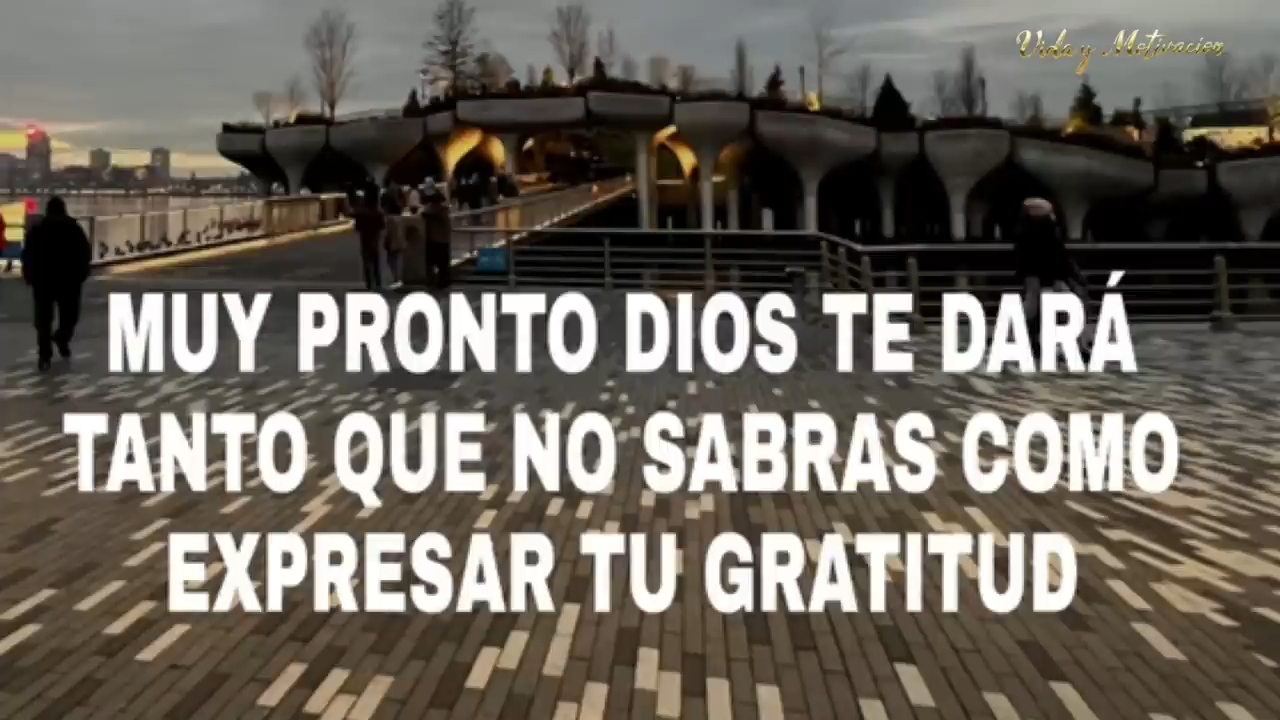 Vida y Motivacion
MUY PRONTO DIOS TE DARÁ
TANTO QUE NO SABRAS COMO
EXPRESAR TU GRATITUD